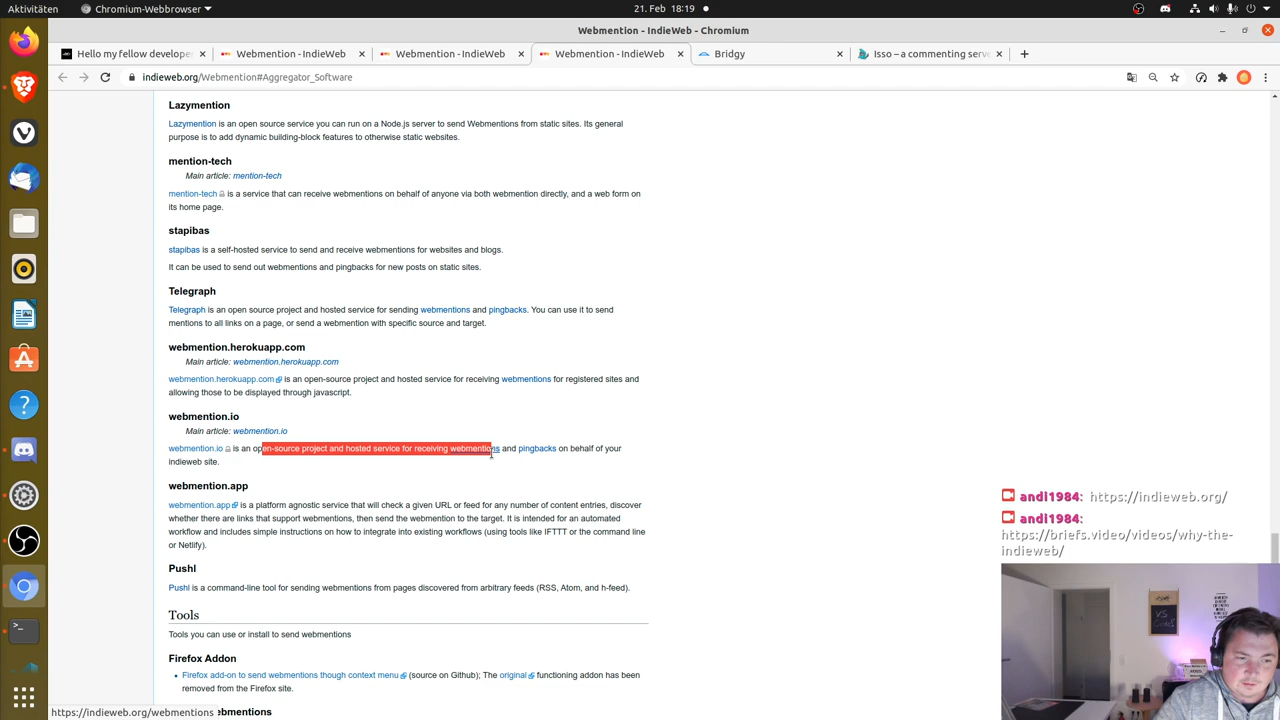 Aktivitäten Chromium-Webbrowser 21. Feb 18:19
Webmention - IndieWeb - Chromium
Hello my fellow develope Webmention - IndieWeb Webmention - IndieWeb Webmention - IndieWeb Bridgy Isso – a commenting serv
indieweb.org/Webmention#Aggregator_Software
Lazymention
Lazymention is an open source service you can run on a Node.js server to send Webmentions from static sites. Its general
purpose is to add dynamic building-block features to otherwise static websites.
mention-tech
Main article: mention-tech
mention-tech is a service that can receive webmentions on behalf of anyone via both webmention directly, and a web form on
its home page.
stapibas
stapibas is a self-hosted service to send and receive webmentions for websites and blogs.
It can be used to send out webmentions and pingbacks for new posts on static sites.
Telegraph
Telegraph is an open source project and hosted service for sending webmentions and pingbacks. You can use it to send
mentions to all links on a page, or send a webmention with specific source and target.
webmention.herokuapp.com
Main article: webmention.herokuapp.com
webmention.herokuapp.com is an open-source project and hosted service for receiving webmentions for registered sites and
allowing those to be displayed through javascript.
webmention.io
Main article: webmention.io
webmention.io is an open-source project and hosted service for receiving webmentions and pingbacks on behalf of your
indieweb site.
webmention.app
webmention.app is a platform agnostic service that will check a given URL or feed for any number of content entries, discover
whether there are links that support webmentions, then send the webmention to the target. It is intended for an automated
workflow and includes simple instructions on how to integrate into existing workflows (using tools like IFTTT or the command line
or Netlify).
Pushl
Pushl is a command-line tool for sending webmentions from pages discovered from arbitrary feeds (RSS, Atom, and h-feed).
Tools
Tools you can use or install to send webmentions
Firefox Addon
Firefox add-on to send webmentions though context menu (source on Github); The original functioning addon has been
removed from the Firefox site.
https://indieweb.org/webmentions ebmentions
andi1984: https://indieweb.org/
andi1984:
https://briefs.video/videos/why-the-
indieweb/
VS